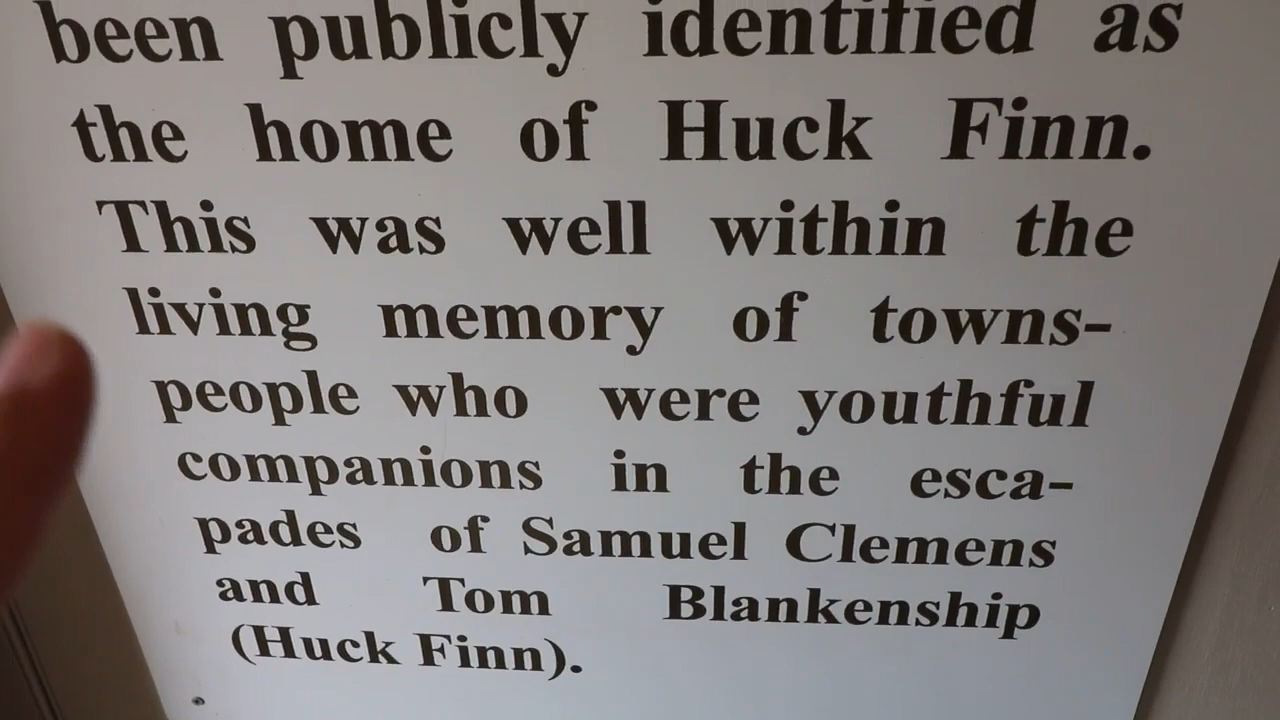 been publicly identified as
the home of Huck Finn.
This was well within the
living memory of towns-
people who were youthful
companions in the esca-
pades of Samuel Clemens
and Tom Blankenship
(Huck Finn).